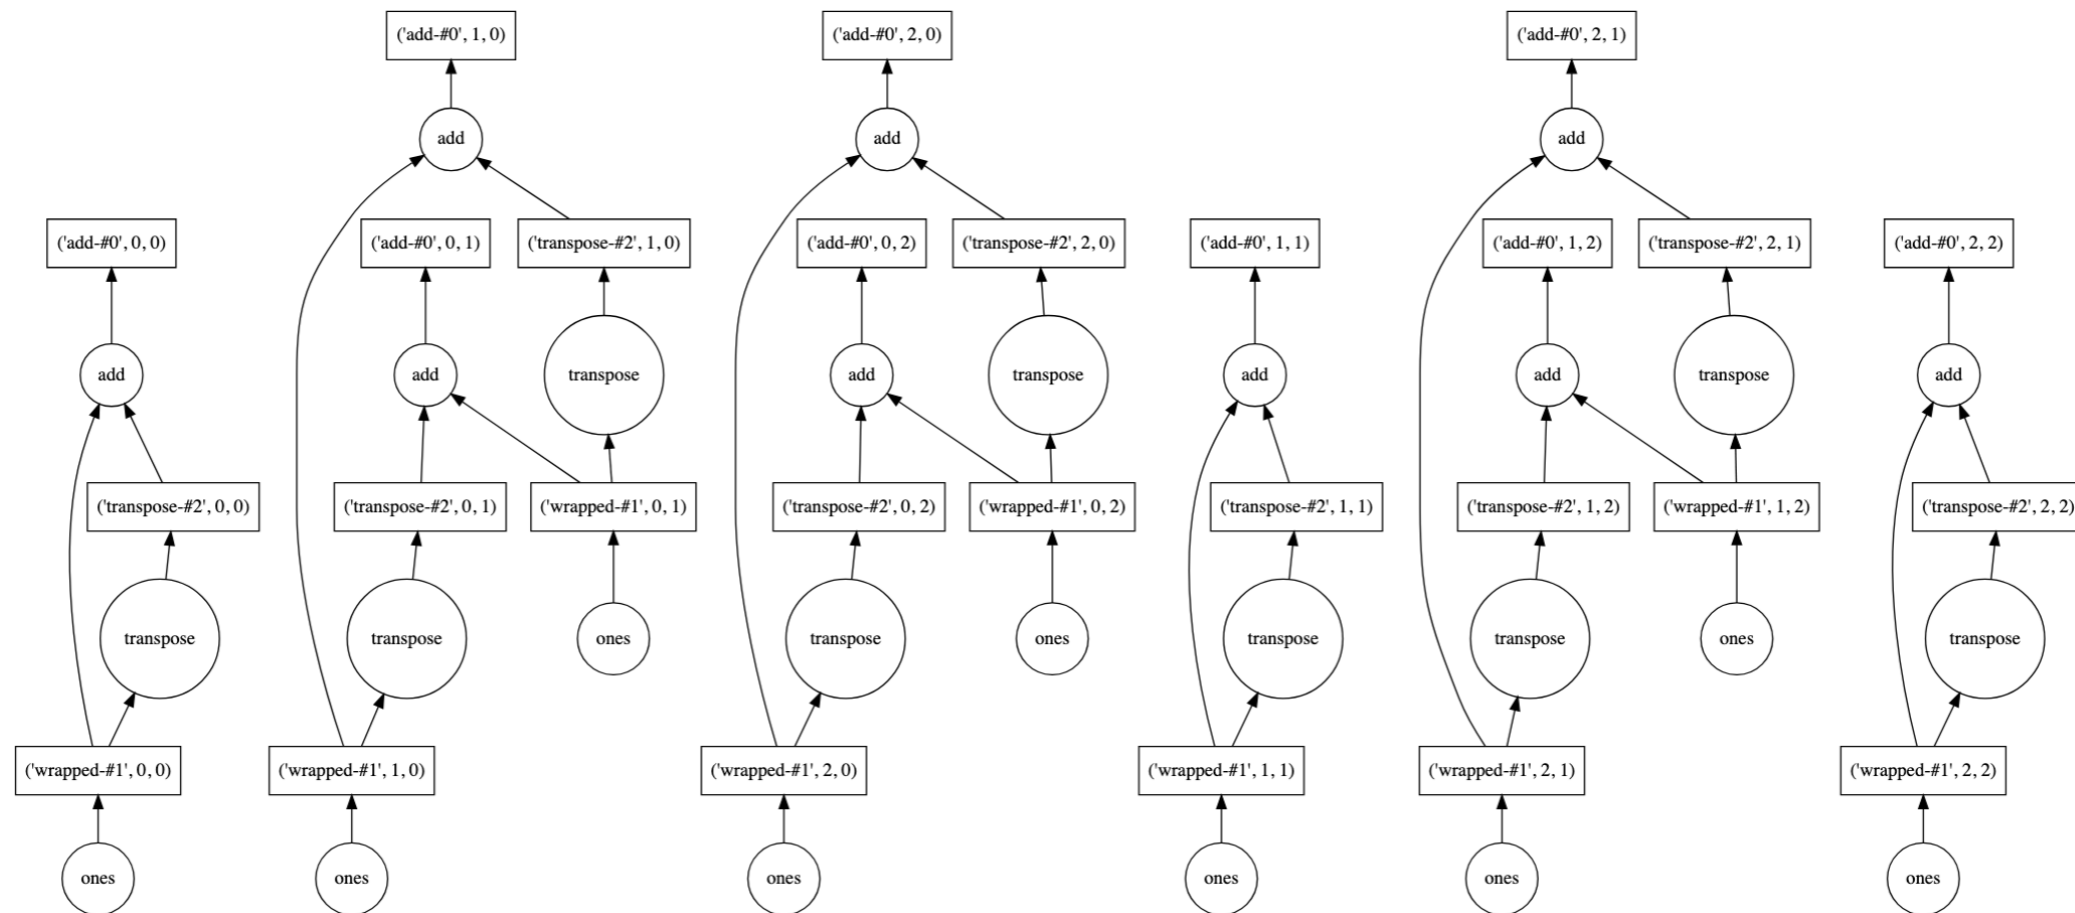 ('add-#0', 1, 0)
('add-#0', 2, 0)
('add-#0', 2, 1)
add
add
add
('add-#0', 0, 0)
('add-#0', 0, 1)
('transpose-#2', 1, 0)
('add-#0', 0, 2)
('transpose-#2', 2, 0)
('add-#0', 1, 1)
('add-#0', 1, 2)
('transpose-#2', 2, 1)
('add-#0', 2, 2)
add
add
transpose
add
transpose
add
add
transpose
add
('transpose-#2', 0, 0)
('transpose-#2', 0, 1)
('wrapped-#1', 0, 1)
('transpose-#2', 0, 2)
('wrapped-#1', 0, 2)
('transpose-#2', 1, 1)
('transpose-#2', 1, 2)
('wrapped-#1', 1, 2)
('transpose-#2', 2, 2)
transpose
transpose
ones
transpose
ones
transpose
transpose
ones
transpose
('wrapped-#1', 0, 0)
('wrapped-#1', 1, 0)
('wrapped-#1', 2, 0)
('wrapped-#1', 1, 1)
('wrapped-#1', 2, 1)
('wrapped-#1', 2, 2)
ones
ones
ones
ones
ones
ones